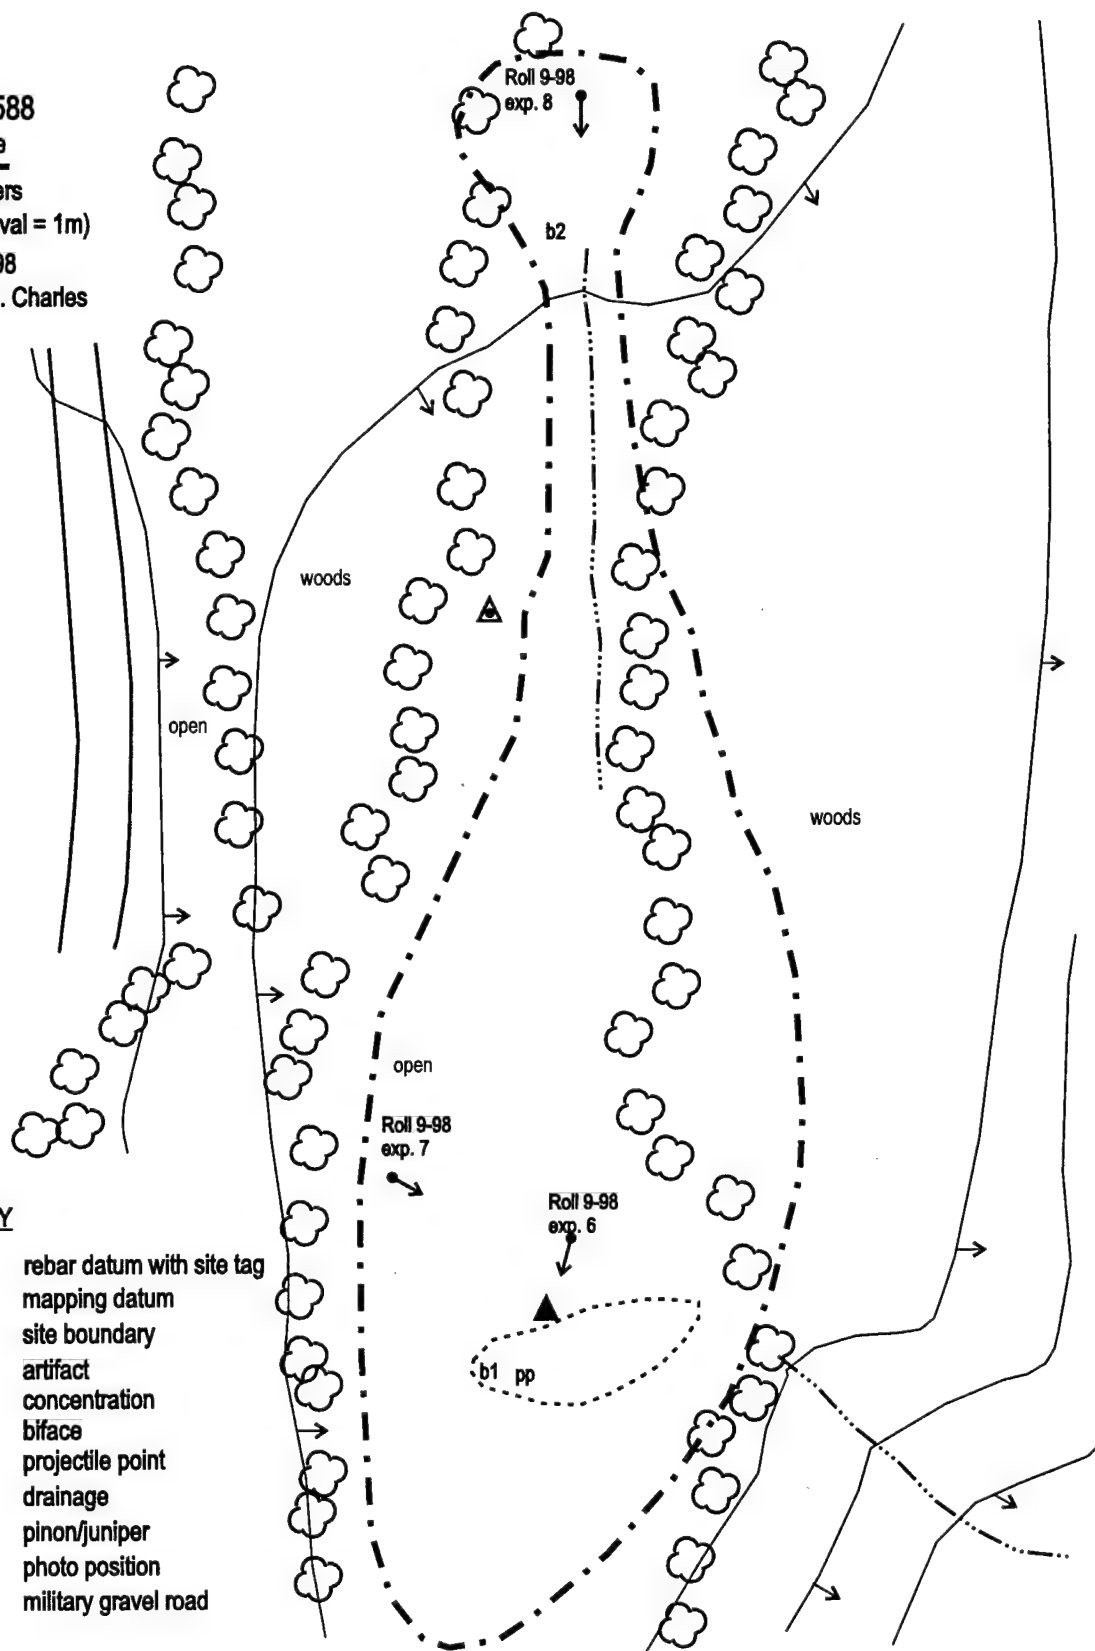 588
ers
val = 1m)
98
. Charles
Roll 9-98
exp. 8
b2
woods
open
woods
open
Roll 9-98
exp. 7
Roll 9-98
exp. 6
b1 pp
Y
rebar datum with site tag
mapping datum
site boundary
artifact
concentration
biface
projectile point
drainage
pinon/juniper
photo position
military gravel road